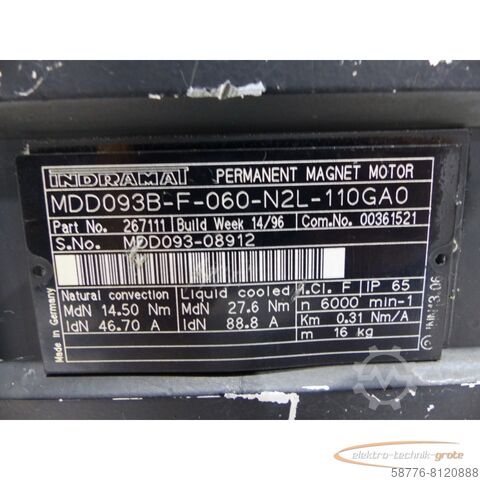 INDRAMAT PERMANENT MAGNET MOTOR
MDD093B-F-060-N2L-110GA0
Part No. 267111 Build Week 14/96 Com.No. 00361521
S.No. MDD093-08912
Made in Germany
Natural convection Liquid cooled I.Cl. F IP 65
MdN 14.50 Nm MdN 27.6 Nm n 6000 min-1
IdN 46.70 A IdN 88.8 A Km 0.31 Nm/A
m 16 kg
elektro-technik-grote
58776-8120888